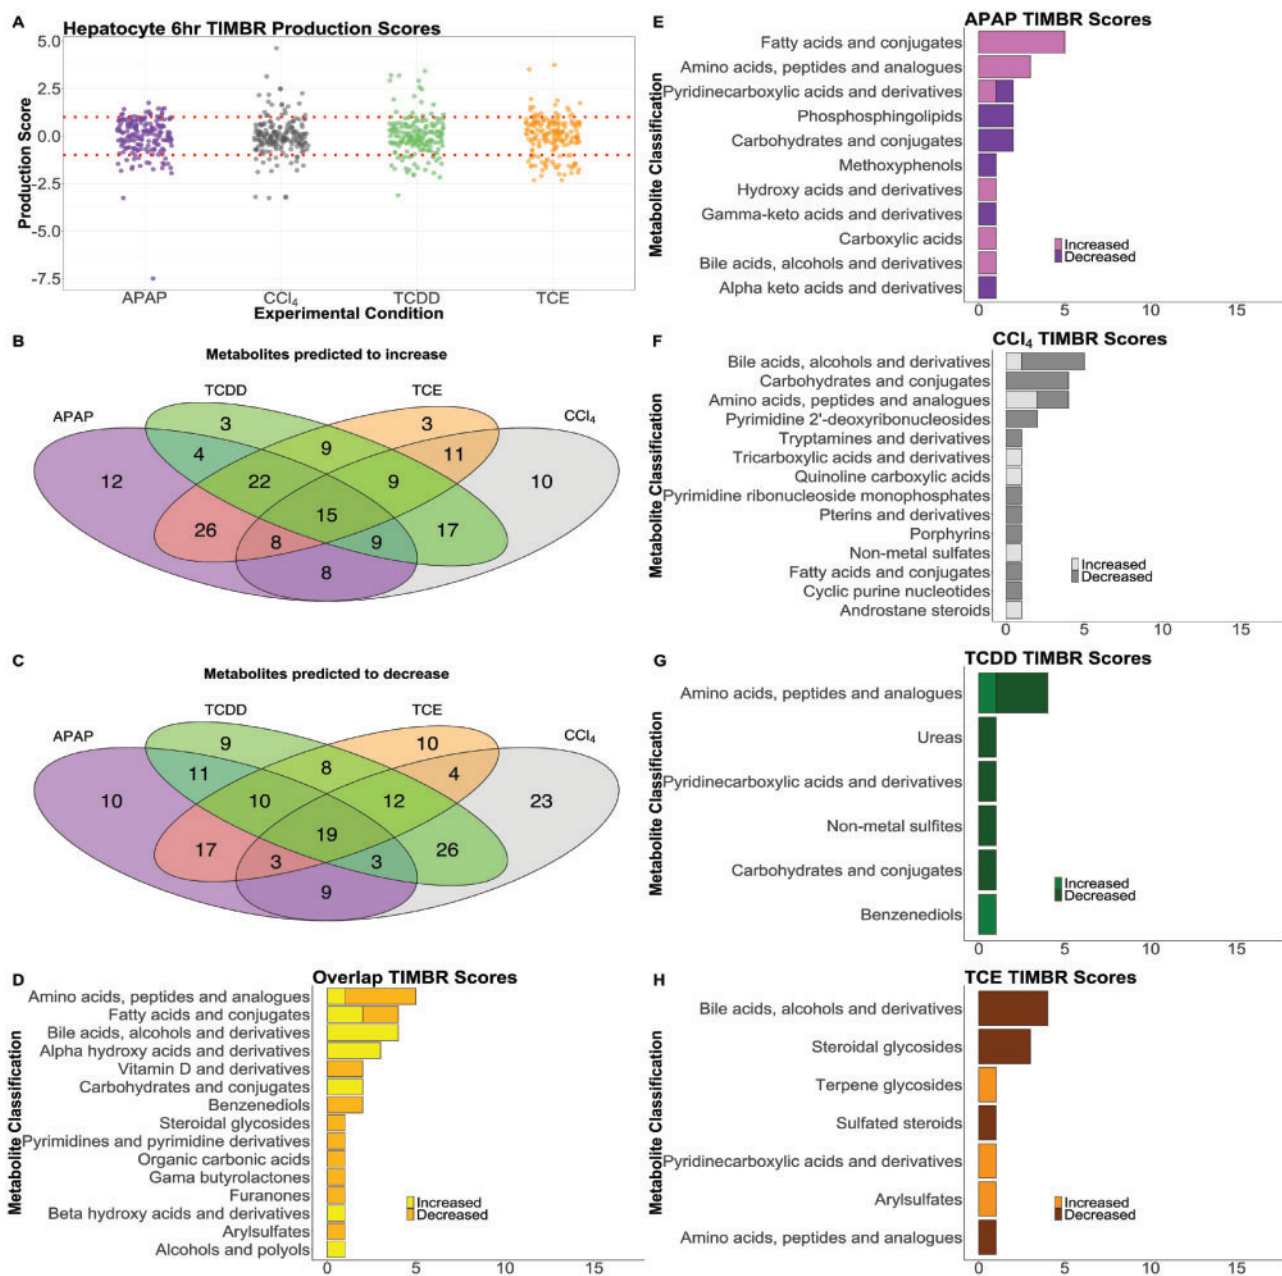 A
Hepatocyte 6hr TIMBR Production Scores
Production Score
5.0
2.5
0.0
-2.5
-5.0
-7.5
APAP
CCl4
TCDD
TCE
Experimental Condition
B
Metabolites predicted to increase
APAP
TCDD
TCE
CCl4
3
3
4
9
11
12
22
9
10
15
26
8
9
17
8
C
Metabolites predicted to decrease
APAP
TCDD
TCE
CCl4
9
10
11
8
4
10
10
12
23
19
17
3
3
26
9
D
Overlap TIMBR Scores
Metabolite Classification
Amino acids, peptides and analogues
Fatty acids and conjugates
Bile acids, alcohols and derivatives
Alpha hydroxy acids and derivatives
Vitamin D and derivatives
Carbohydrates and conjugates
Benzenediols
Steroidal glycosides
Pyrimidines and pyrimidine derivatives
Organic carbonic acids
Gama butyrolactones
Furanones
Beta hydroxy acids and derivatives
Arylsulfates
Alcohols and polyols
Increased
Decreased
0
5
10
15
E
APAP TIMBR Scores
Metabolite Classification
Fatty acids and conjugates
Amino acids, peptides and analogues
Pyridinecarboxylic acids and derivatives
Phosphosphingolipids
Carbohydrates and conjugates
Methoxyphenols
Hydroxy acids and derivatives
Gamma-keto acids and derivatives
Carboxylic acids
Bile acids, alcohols and derivatives
Alpha keto acids and derivatives
Increased
Decreased
0
5
10
15
F
CCl4 TIMBR Scores
Metabolite Classification
Bile acids, alcohols and derivatives
Carbohydrates and conjugates
Amino acids, peptides and analogues
Pyrimidine 2'-deoxyribonucleosides
Tryptamines and derivatives
Tricarboxylic acids and derivatives
Quinoline carboxylic acids
Pyrimidine ribonucleoside monophosphates
Pterins and derivatives
Porphyrins
Non-metal sulfates
Fatty acids and conjugates
Cyclic purine nucleotides
Androstane steroids
Increased
Decreased
0
5
10
15
G
TCDD TIMBR Scores
Metabolite Classification
Amino acids, peptides and analogues
Ureas
Pyridinecarboxylic acids and derivatives
Non-metal sulfites
Carbohydrates and conjugates
Benzenediols
Increased
Decreased
0
5
10
15
H
TCE TIMBR Scores
Metabolite Classification
Bile acids, alcohols and derivatives
Steroidal glycosides
Terpene glycosides
Sulfated steroids
Pyridinecarboxylic acids and derivatives
Arylsulfates
Amino acids, peptides and analogues
Increased
Decreased
0
5
10
15